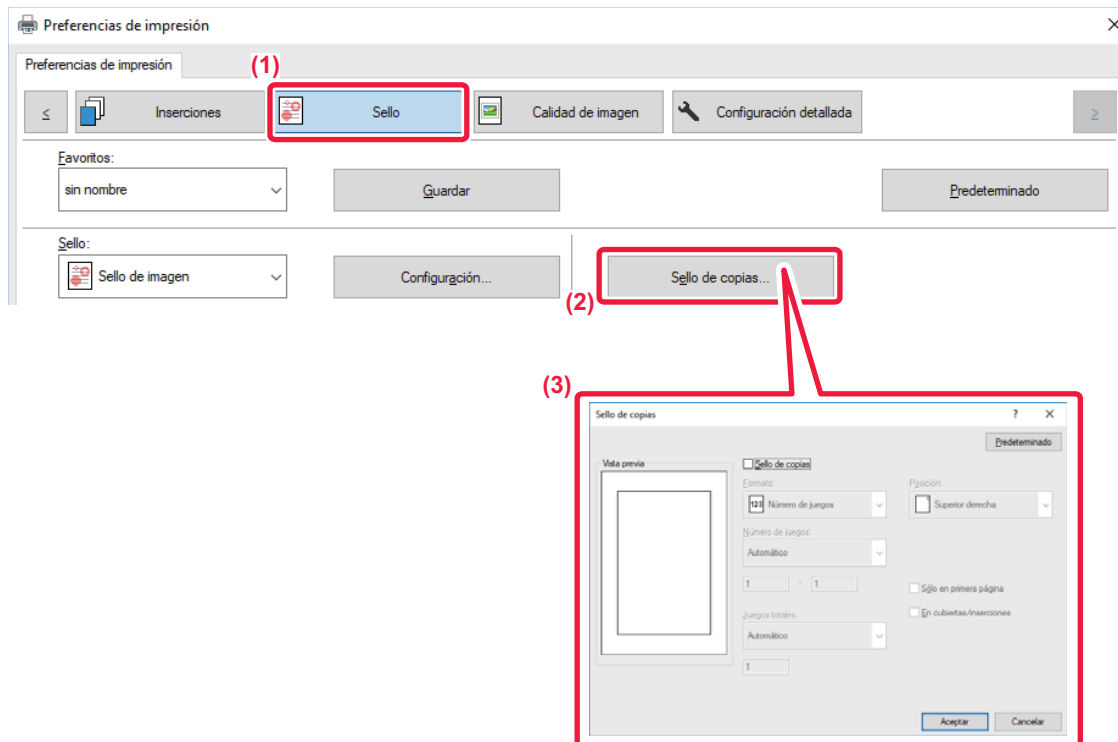 Preferencias de impresión
Preferencias de impresión
(1)
≤ Inserciones Sello Calidad de imagen Configuración detallada ≥
Favoritos:
sin nombre Guardar Predeterminado
Sello:
Sello de imagen Configuración... Sello de copias...
(2)
(3)
Sello de copias ? X
Predeterminado
Vista previa Sello de copias
Formato: Posición:
123 Número de juegos Superior derecha
Número de juegos:
Automático
1 - 1 Sólo en primera página
Juegos totales: En cubiertas/inserciones
Automático
1
Aceptar Cancelar